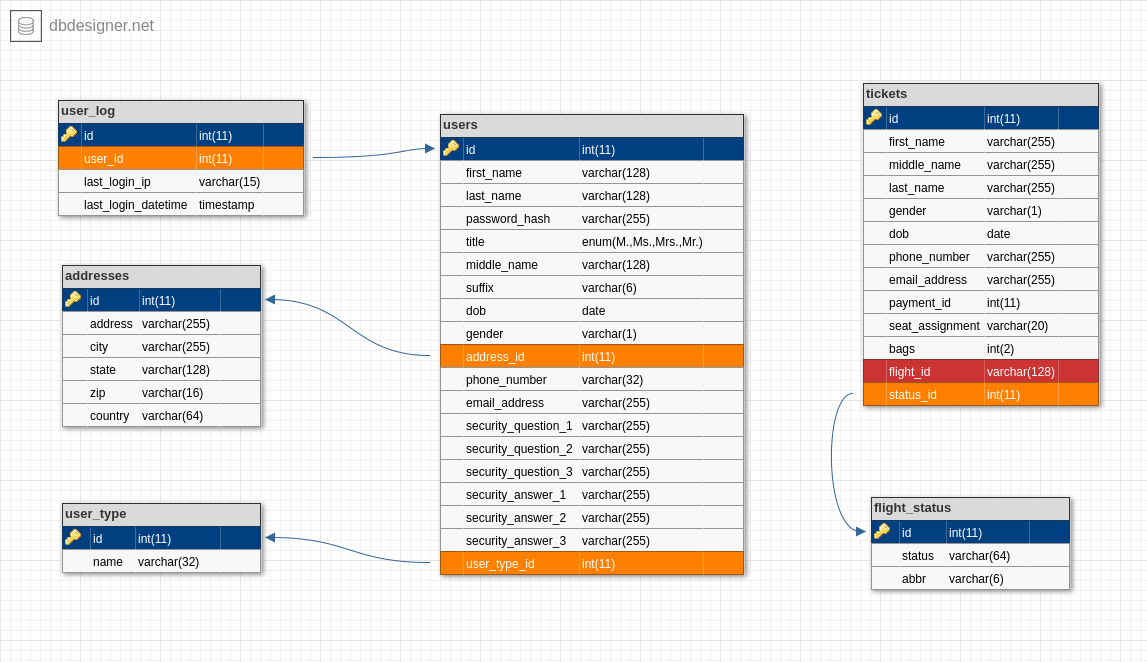 dbdesigner.net
user_log
id int(11)
user_id int(11)
last_login_ip varchar(15)
last_login_datetime timestamp
addresses
id int(11)
address varchar(255)
city varchar(255)
state varchar(128)
zip varchar(16)
country varchar(64)
user_type
id int(11)
name varchar(32)
users
id int(11)
first_name varchar(128)
last_name varchar(128)
password_hash varchar(255)
title enum(M.,Ms.,Mrs.,Mr.)
middle_name varchar(128)
suffix varchar(6)
dob date
gender varchar(1)
address_id int(11)
phone_number varchar(32)
email_address varchar(255)
security_question_1 varchar(255)
security_question_2 varchar(255)
security_question_3 varchar(255)
security_answer_1 varchar(255)
security_answer_2 varchar(255)
security_answer_3 varchar(255)
user_type_id int(11)
tickets
id int(11)
first_name varchar(255)
middle_name varchar(255)
last_name varchar(255)
gender varchar(1)
dob date
phone_number varchar(255)
email_address varchar(255)
payment_id int(11)
seat_assignment varchar(20)
bags int(2)
flight_id varchar(128)
status_id int(11)
flight_status
id int(11)
status varchar(64)
abbr varchar(6)